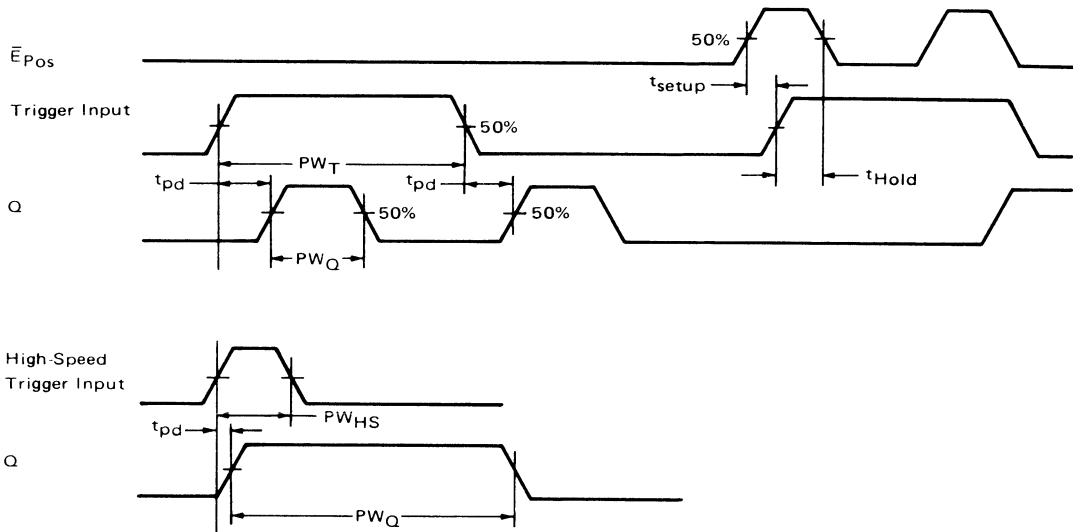 ĒPos
50%
tsetup
Trigger Input
50%
PWT
tpd
tpd
tHold
Q
50%
50%
PWQ
High-Speed
Trigger Input
PWHS
tpd
Q
PWQ